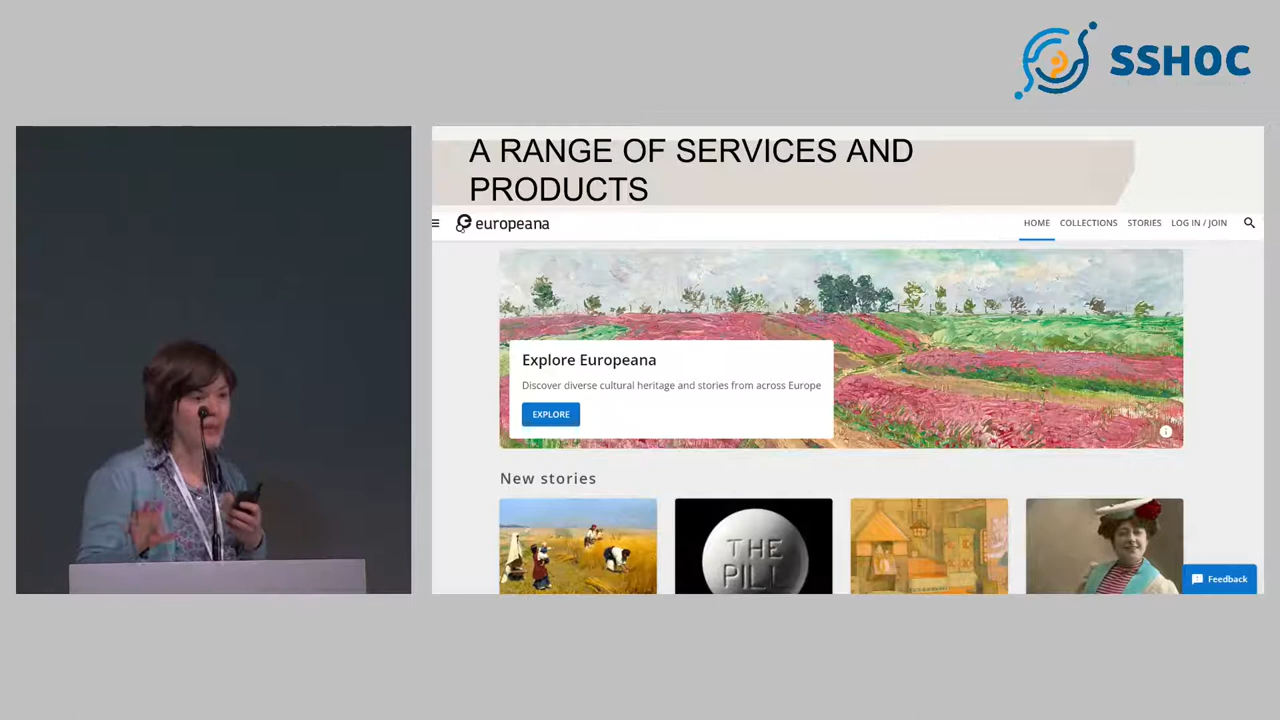 SSHOC
A RANGE OF SERVICES AND
PRODUCTS
europeana
HOME COLLECTIONS STORIES LOG IN / JOIN
Explore Europeana
Discover diverse cultural heritage and stories from across Europe
EXPLORE
New stories
THE
PILL
Feedback